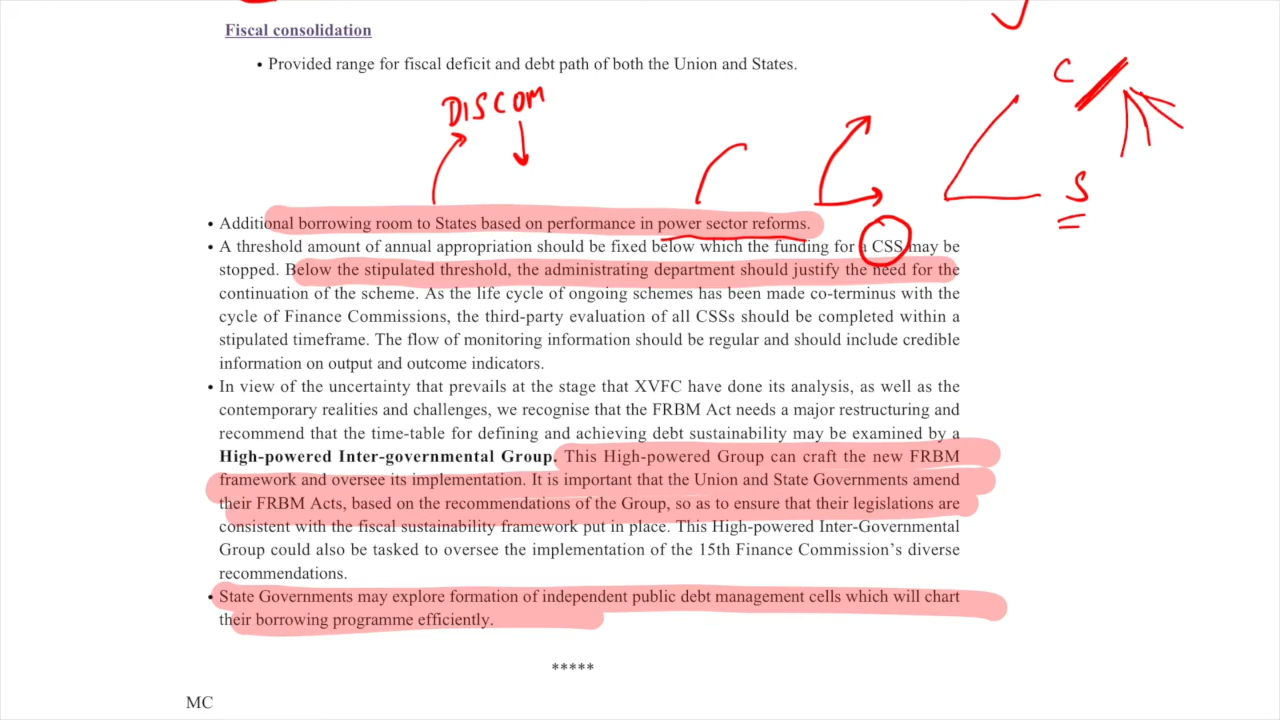 Fiscal consolidation
• Provided range for fiscal deficit and debt path of both the Union and States.
C
DISCOM
S
• Additional borrowing room to States based on performance in power sector reforms.
• A threshold amount of annual appropriation should be fixed below which the funding for a CSS may be
stopped. Below the stipulated threshold, the administrating department should justify the need for the
continuation of the scheme. As the life cycle of ongoing schemes has been made co-terminus with the
cycle of Finance Commissions, the third-party evaluation of all CSSs should be completed within a
stipulated timeframe. The flow of monitoring information should be regular and should include credible
information on output and outcome indicators.
• In view of the uncertainty that prevails at the stage that XVFC have done its analysis, as well as the
contemporary realities and challenges, we recognise that the FRBM Act needs a major restructuring and
recommend that the time-table for defining and achieving debt sustainability may be examined by a
High-powered Inter-governmental Group. This High-powered Group can craft the new FRBM
framework and oversee its implementation. It is important that the Union and State Governments amend
their FRBM Acts, based on the recommendations of the Group, so as to ensure that their legislations are
consistent with the fiscal sustainability framework put in place. This High-powered Inter-Governmental
Group could also be tasked to oversee the implementation of the 15th Finance Commission's diverse
recommendations.
• State Governments may explore formation of independent public debt management cells which will chart
their borrowing programme efficiently.
*****
MC